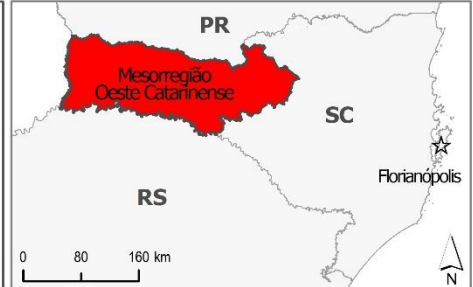 PR
Mesorregião
Oeste Catarinense
SC
Florianópolis
RS
0 80 160 km
N